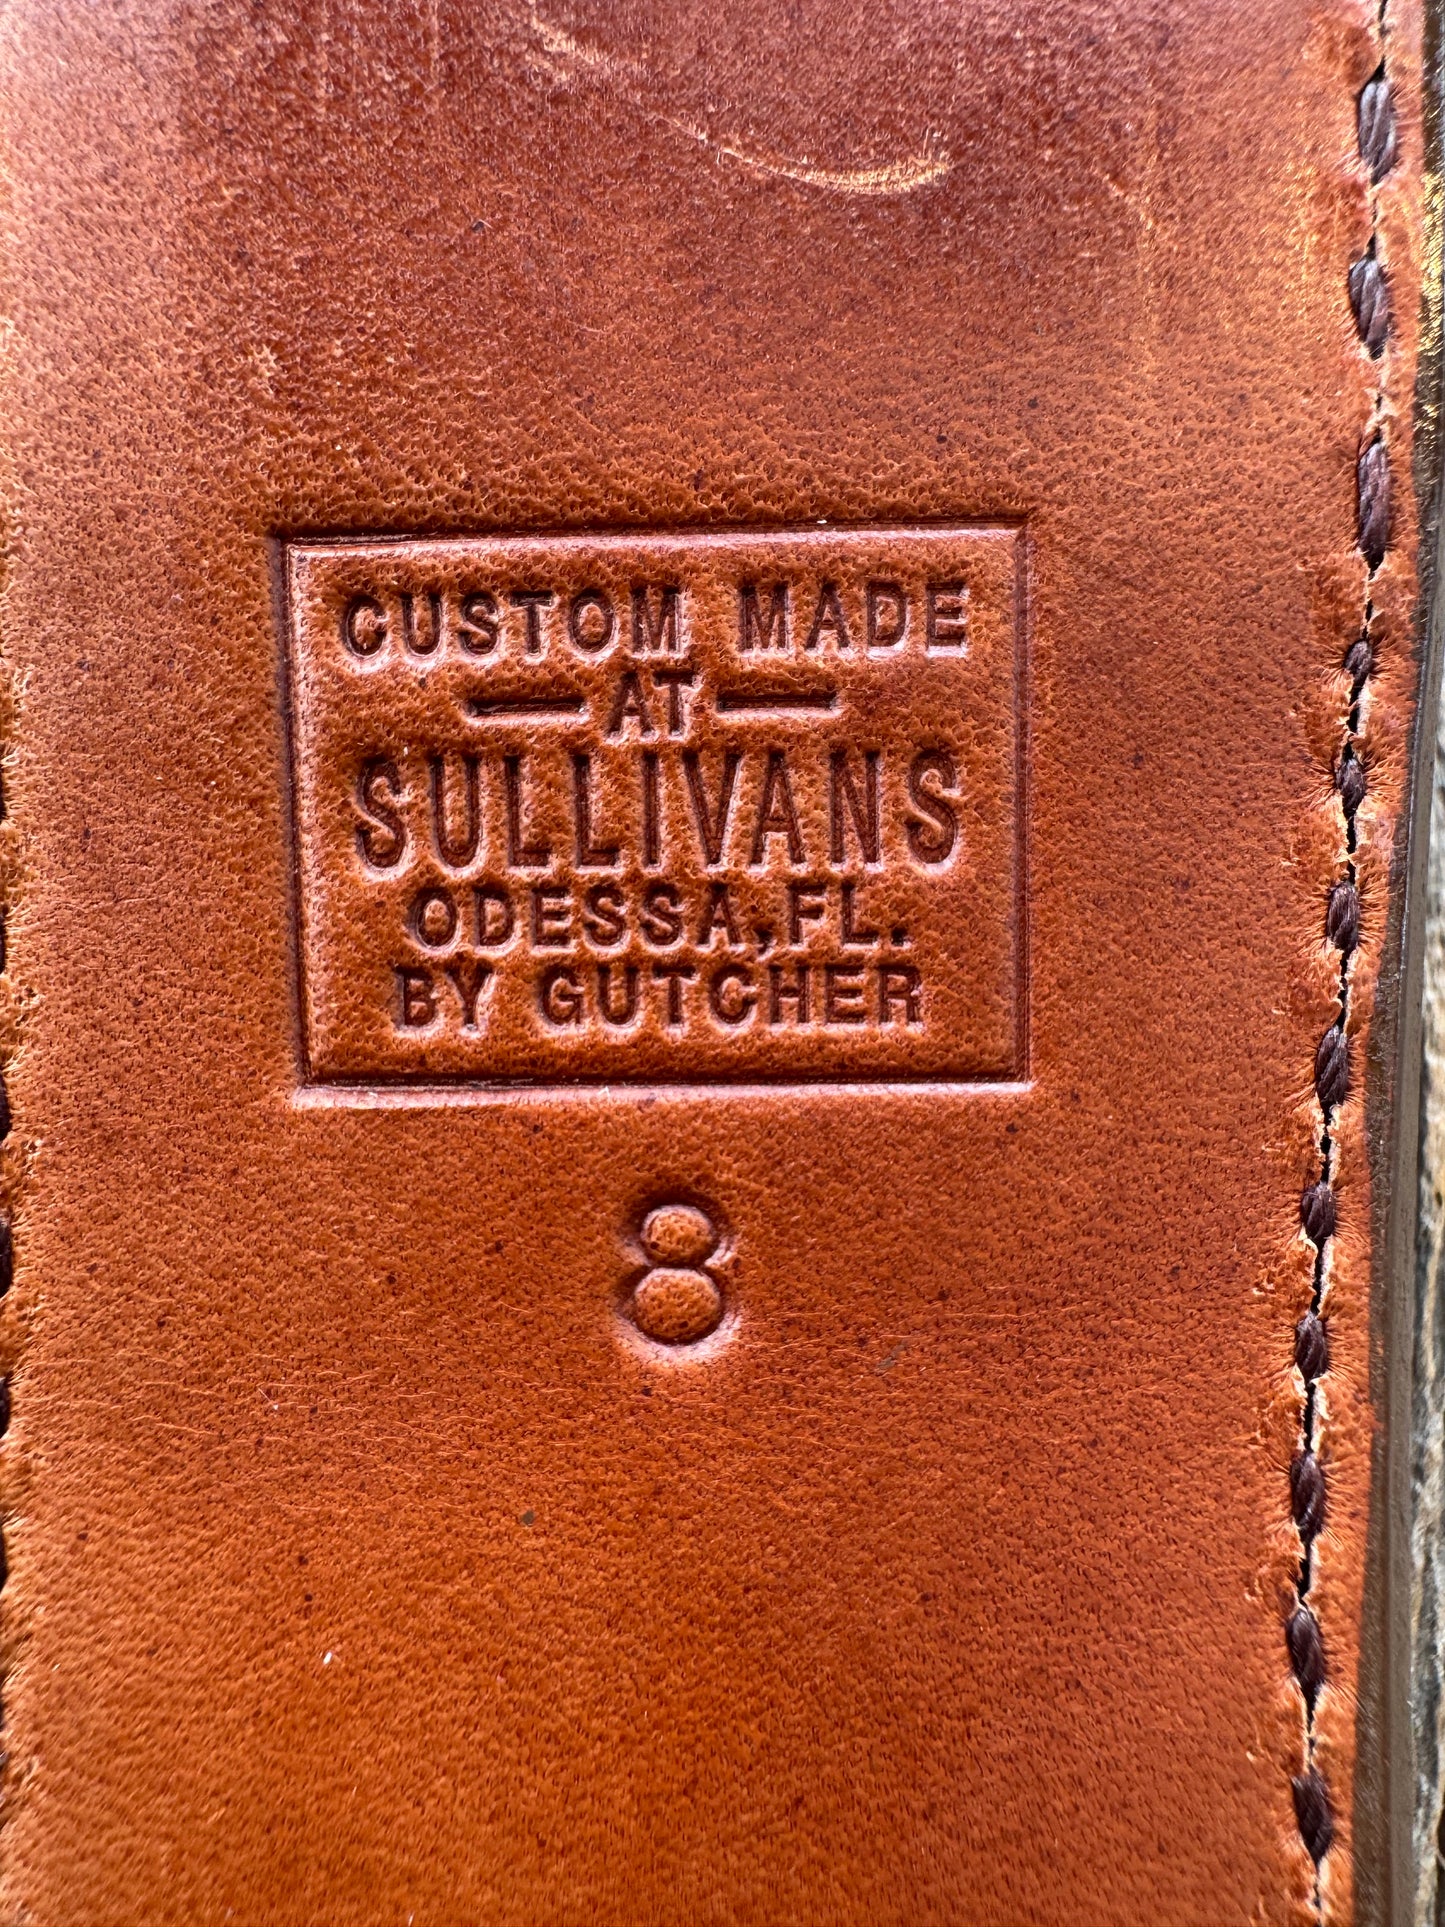 CUSTOM MADE
— AT —
SULLIVANS
ODESSA, FL.
BY GUTCHER
8